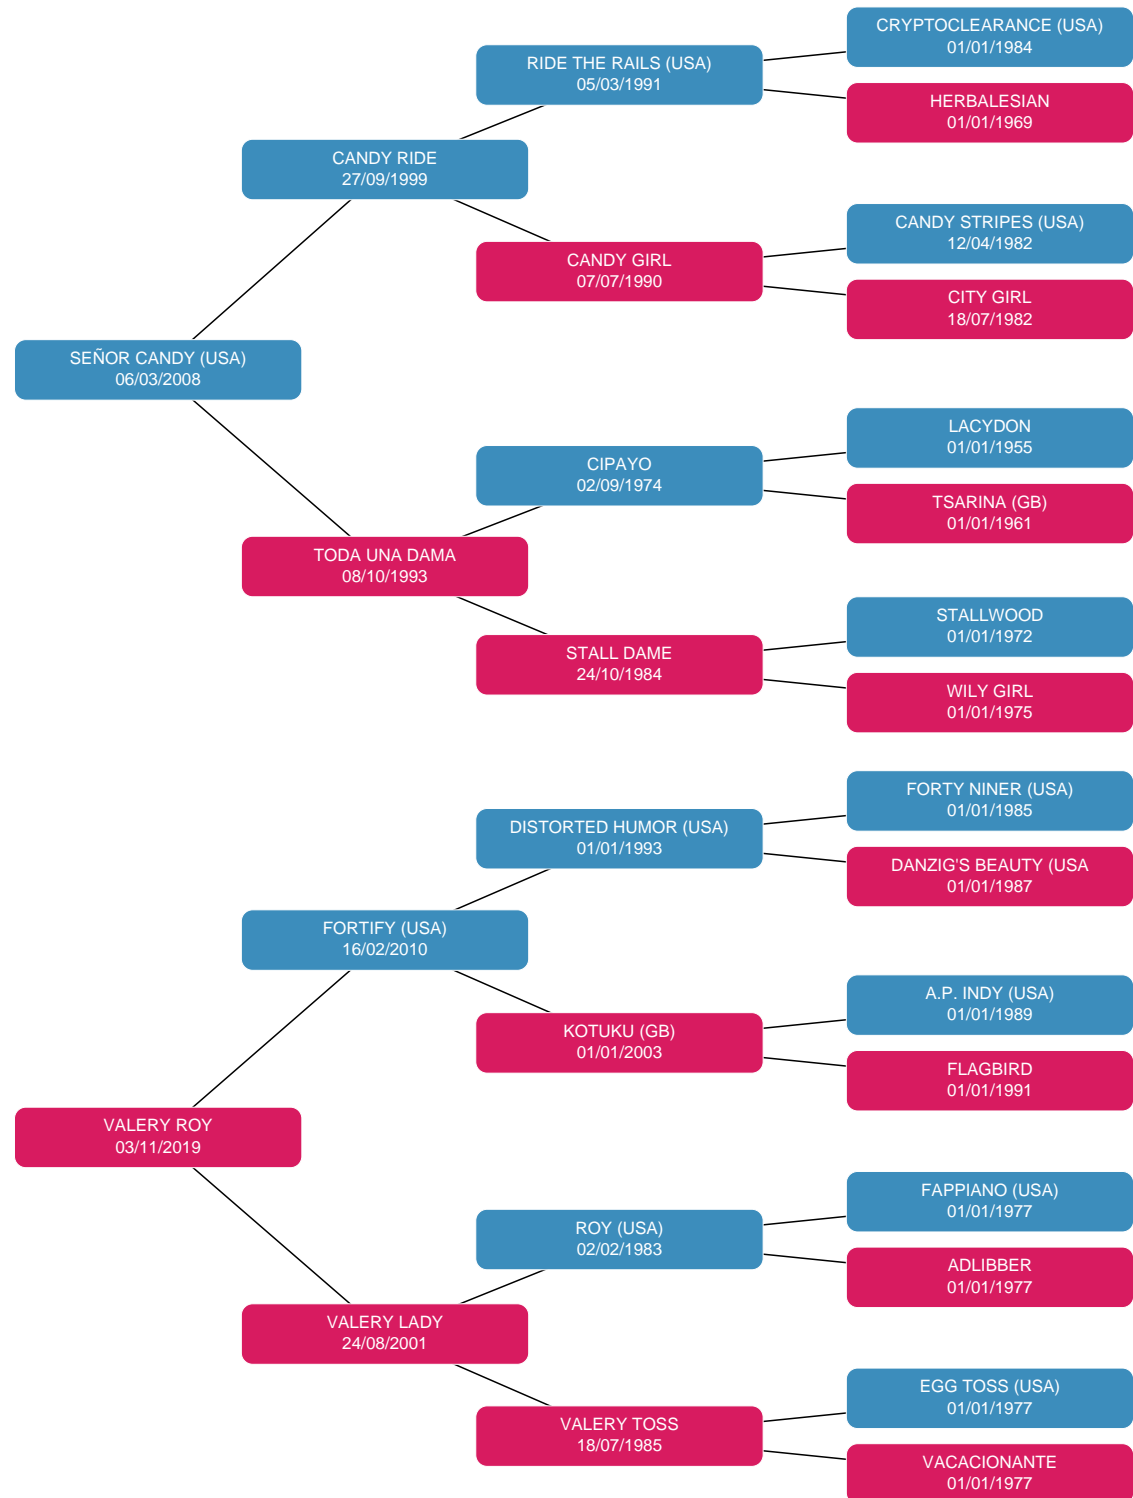 CRYPTOCLEARANCE (USA)
01/01/1984
RIDE THE RAILS (USA)
05/03/1991
HERBALESIAN
01/01/1969
CANDY RIDE
27/09/1999
CANDY STRIPES (USA)
12/04/1982
CANDY GIRL
07/07/1990
CITY GIRL
18/07/1982
SEÑOR CANDY (USA)
06/03/2008
LACYDON
01/01/1955
CIPAYO
02/09/1974
TSARINA (GB)
01/01/1961
TODA UNA DAMA
08/10/1993
STALLWOOD
01/01/1972
STALL DAME
24/10/1984
WILY GIRL
01/01/1975
FORTY NINER (USA)
01/01/1985
DISTORTED HUMOR (USA)
01/01/1993
DANZIG'S BEAUTY (USA
01/01/1987
FORTIFY (USA)
16/02/2010
A.P. INDY (USA)
01/01/1989
KOTUKU (GB)
01/01/2003
FLAGBIRD
01/01/1991
VALERY ROY
03/11/2019
FAPPIANO (USA)
01/01/1977
ROY (USA)
02/02/1983
ADLIBBER
01/01/1977
VALERY LADY
24/08/2001
EGG TOSS (USA)
01/01/1977
VALERY TOSS
18/07/1985
VACACIONANTE
01/01/1977